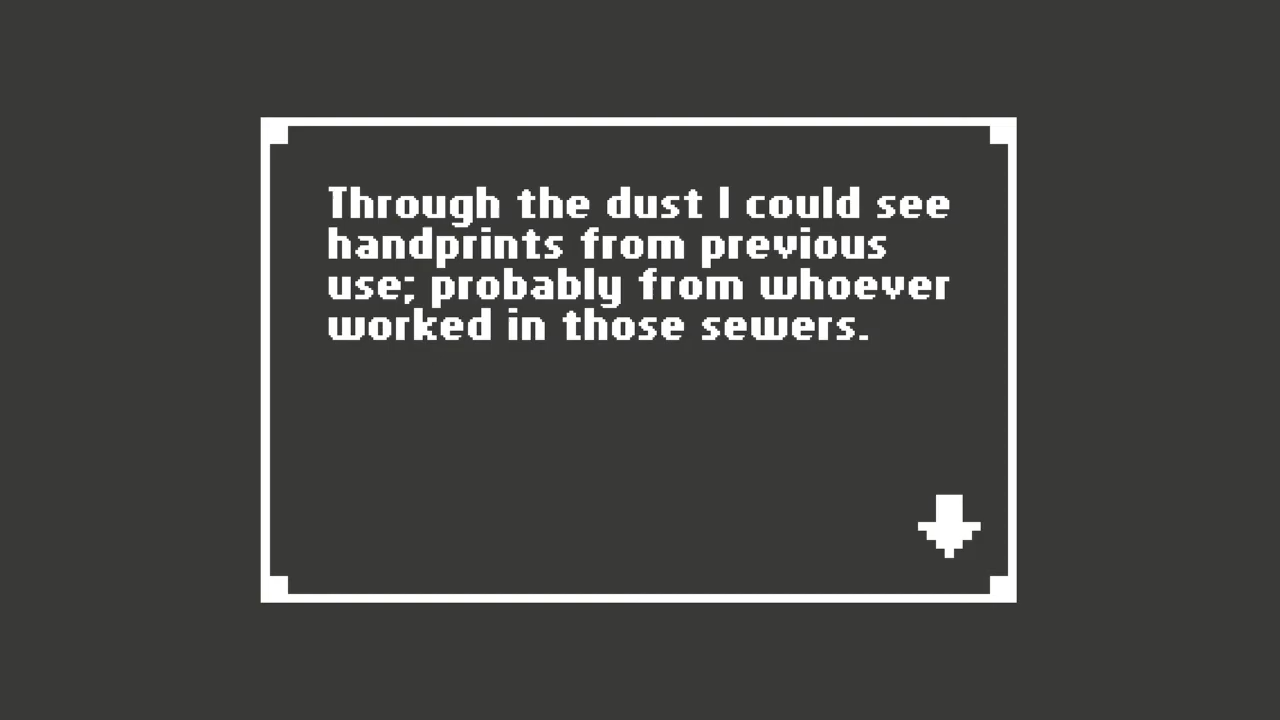 Through the dust I could see
handprints from previous
use; probably from whoever
worked in those sewers.